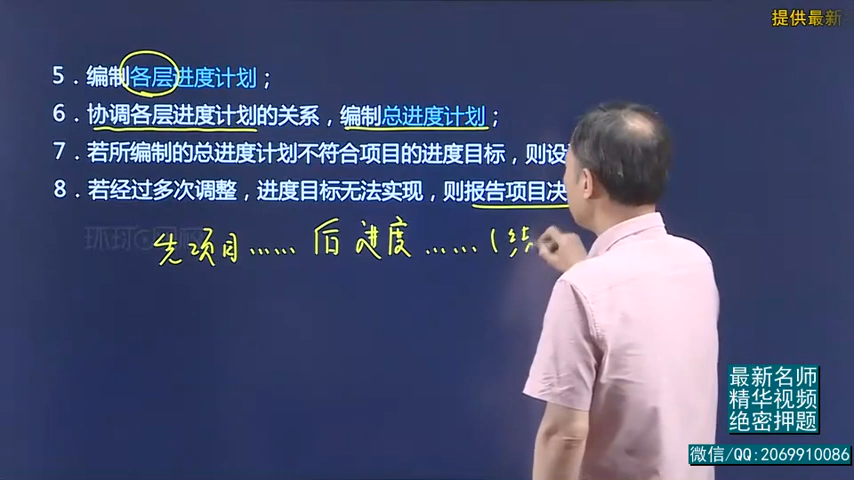 提供最新
5．编制各层进度计划；
6．协调各层进度计划的关系，编制总进度计划；
7．若所编制的总进度计划不符合项目的进度目标，则设
8．若经过多次调整，进度目标无法实现，则报告项目决
环球网校
先项目…… 后进度……（结
最新名师
精华视频
绝密押题
微信/QQ:2069910086